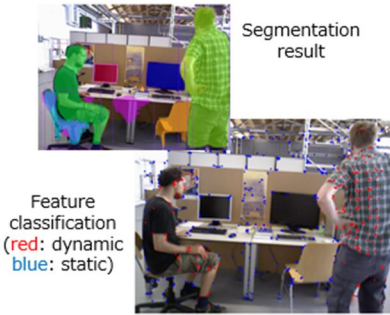 Segmentation
result
Feature
classification
(red: dynamic
blue: static)